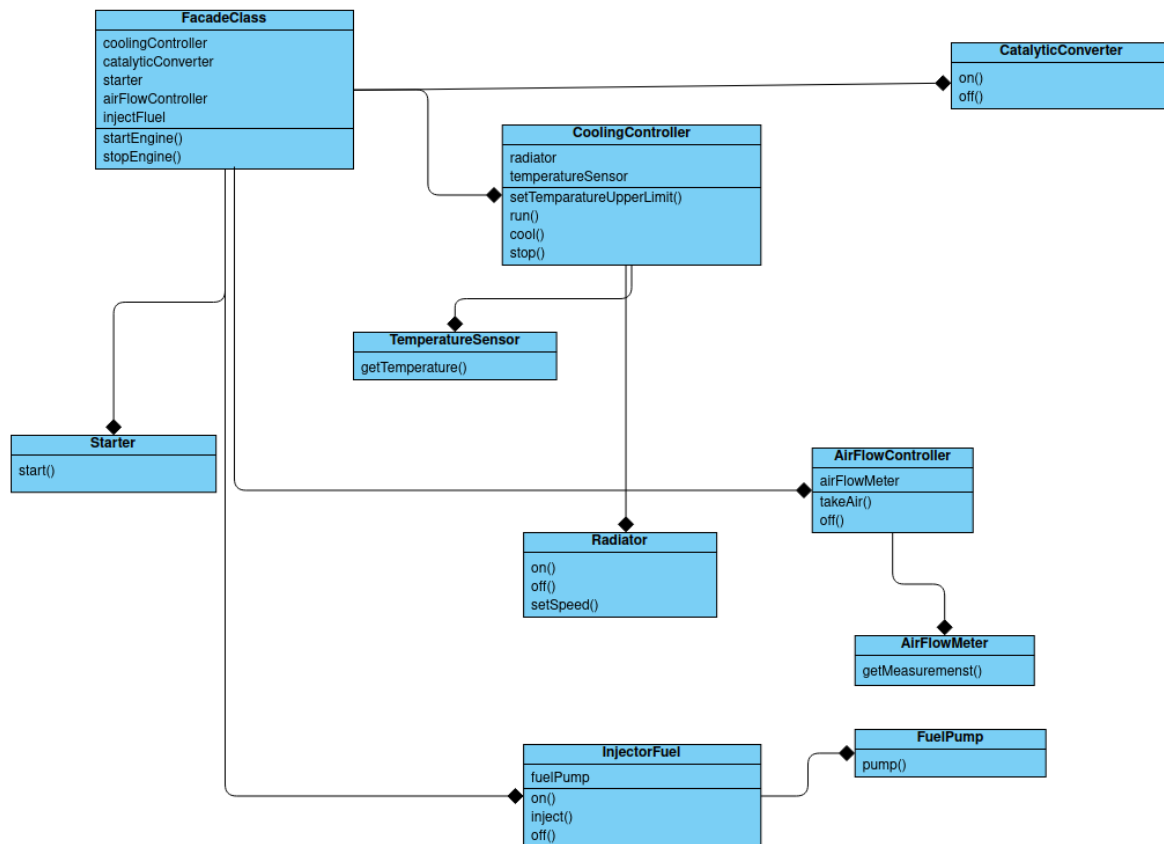 FacadeClass
coolingController
catalyticConverter
starter
airFlowController
injectFluel
startEngine()
stopEngine()
CatalyticConverter
on()
off()
CoolingController
radiator
temperatureSensor
setTemparatureUpperLimit()
run()
cool()
stop()
TemperatureSensor
getTemperature()
Starter
start()
AirFlowController
airFlowMeter
takeAir()
off()
Radiator
on()
off()
setSpeed()
AirFlowMeter
getMeasuremenst()
InjectorFuel
fuelPump
on()
inject()
off()
FuelPump
pump()